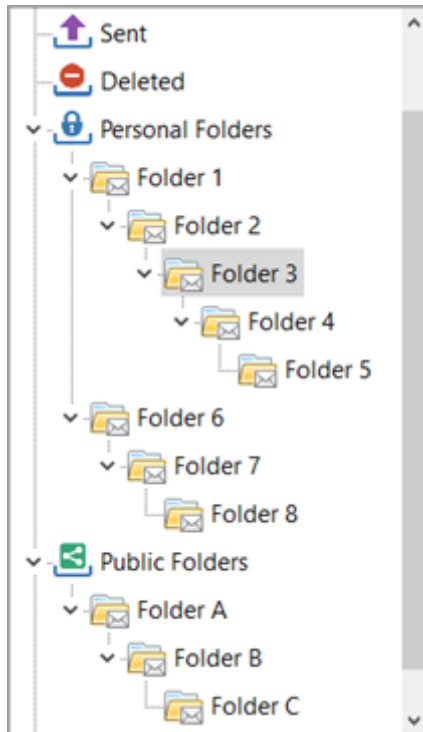 Sent
Deleted
Personal Folders
Folder 1
Folder 2
Folder 3
Folder 4
Folder 5
Folder 6
Folder 7
Folder 8
Public Folders
Folder A
Folder B
Folder C